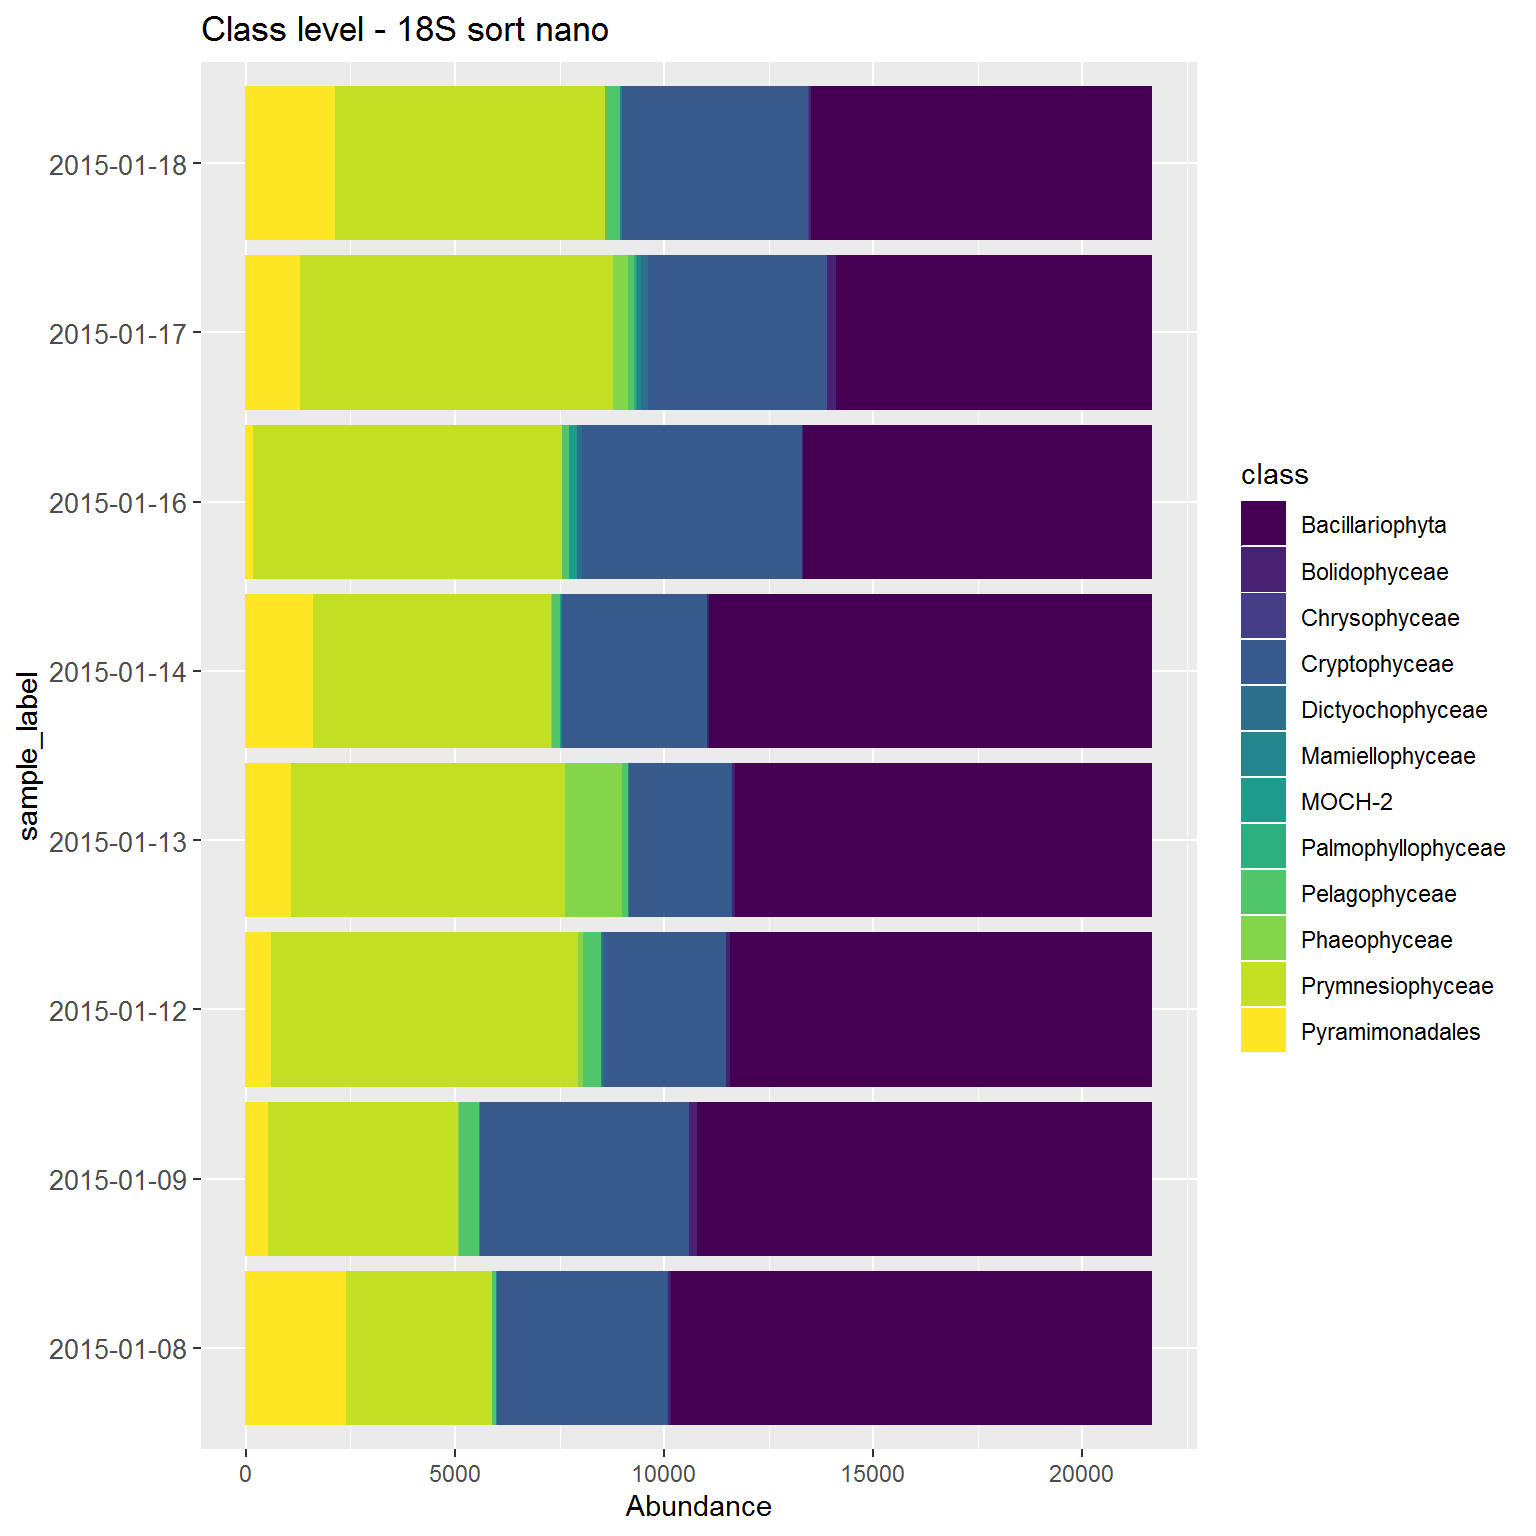 Class level - 18S sort nano
2015-01-18
2015-01-17
2015-01-16
2015-01-14
2015-01-13
2015-01-12
2015-01-09
2015-01-08
sample_label
0 5000 10000 15000 20000
Abundance
class
Bacillariophyta
Bolidophyceae
Chrysophyceae
Cryptophyceae
Dictyochophyceae
Mamiellophyceae
MOCH-2
Palmophyllophyceae
Pelagophyceae
Phaeophyceae
Prymnesiophyceae
Pyramimonadales